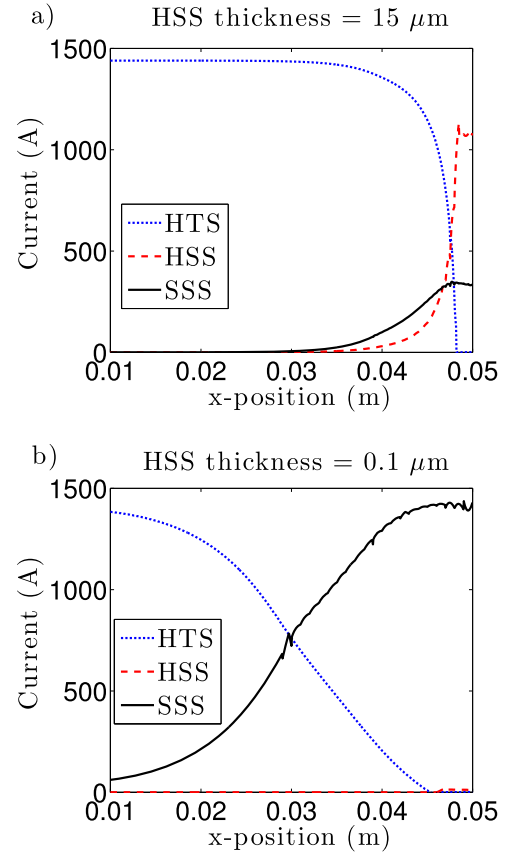 a)
HSS thickness = 15 μm
1500
1000
500
0
Current (A)
HTS
HSS
SSS
0.01 0.02 0.03 0.04 0.05
x-position (m)
b)
HSS thickness = 0.1 μm
1500
1000
500
0
Current (A)
HTS
HSS
SSS
0.01 0.02 0.03 0.04 0.05
x-position (m)